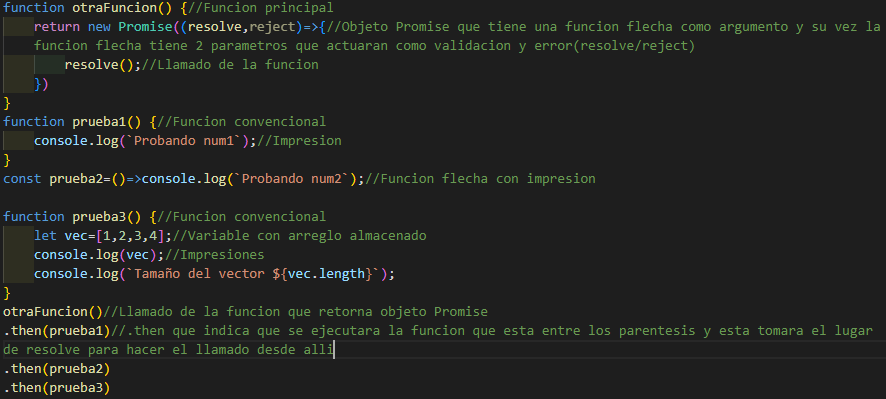 function otraFuncion() {//Funcion principal
return new Promise((resolve,reject)=>{//Objeto Promise que tiene una funcion flecha como argumento y su vez la
funcion flecha tiene 2 parametros que actuaran como validacion y error(resolve/reject)
resolve();//Llamado de la funcion
})
}
function prueba1() {//Funcion convencional
console.log(`Probando num1`);//Impresion
}
const prueba2=()=>console.log(`Probando num2`);//Funcion flecha con impresion
function prueba3() {//Funcion convencional
let vec=[1,2,3,4];//Variable con arreglo almacenado
console.log(vec);//Impresiones
console.log(`Tamaño del vector ${vec.length}`);
}
otraFuncion()//Llamado de la funcion que retorna objeto Promise
.then(prueba1)//.then que indica que se ejecutara la funcion que esta entre los parentesis y esta tomara el lugar
de resolve para hacer el llamado desde alli
.then(prueba2)
.then(prueba3)